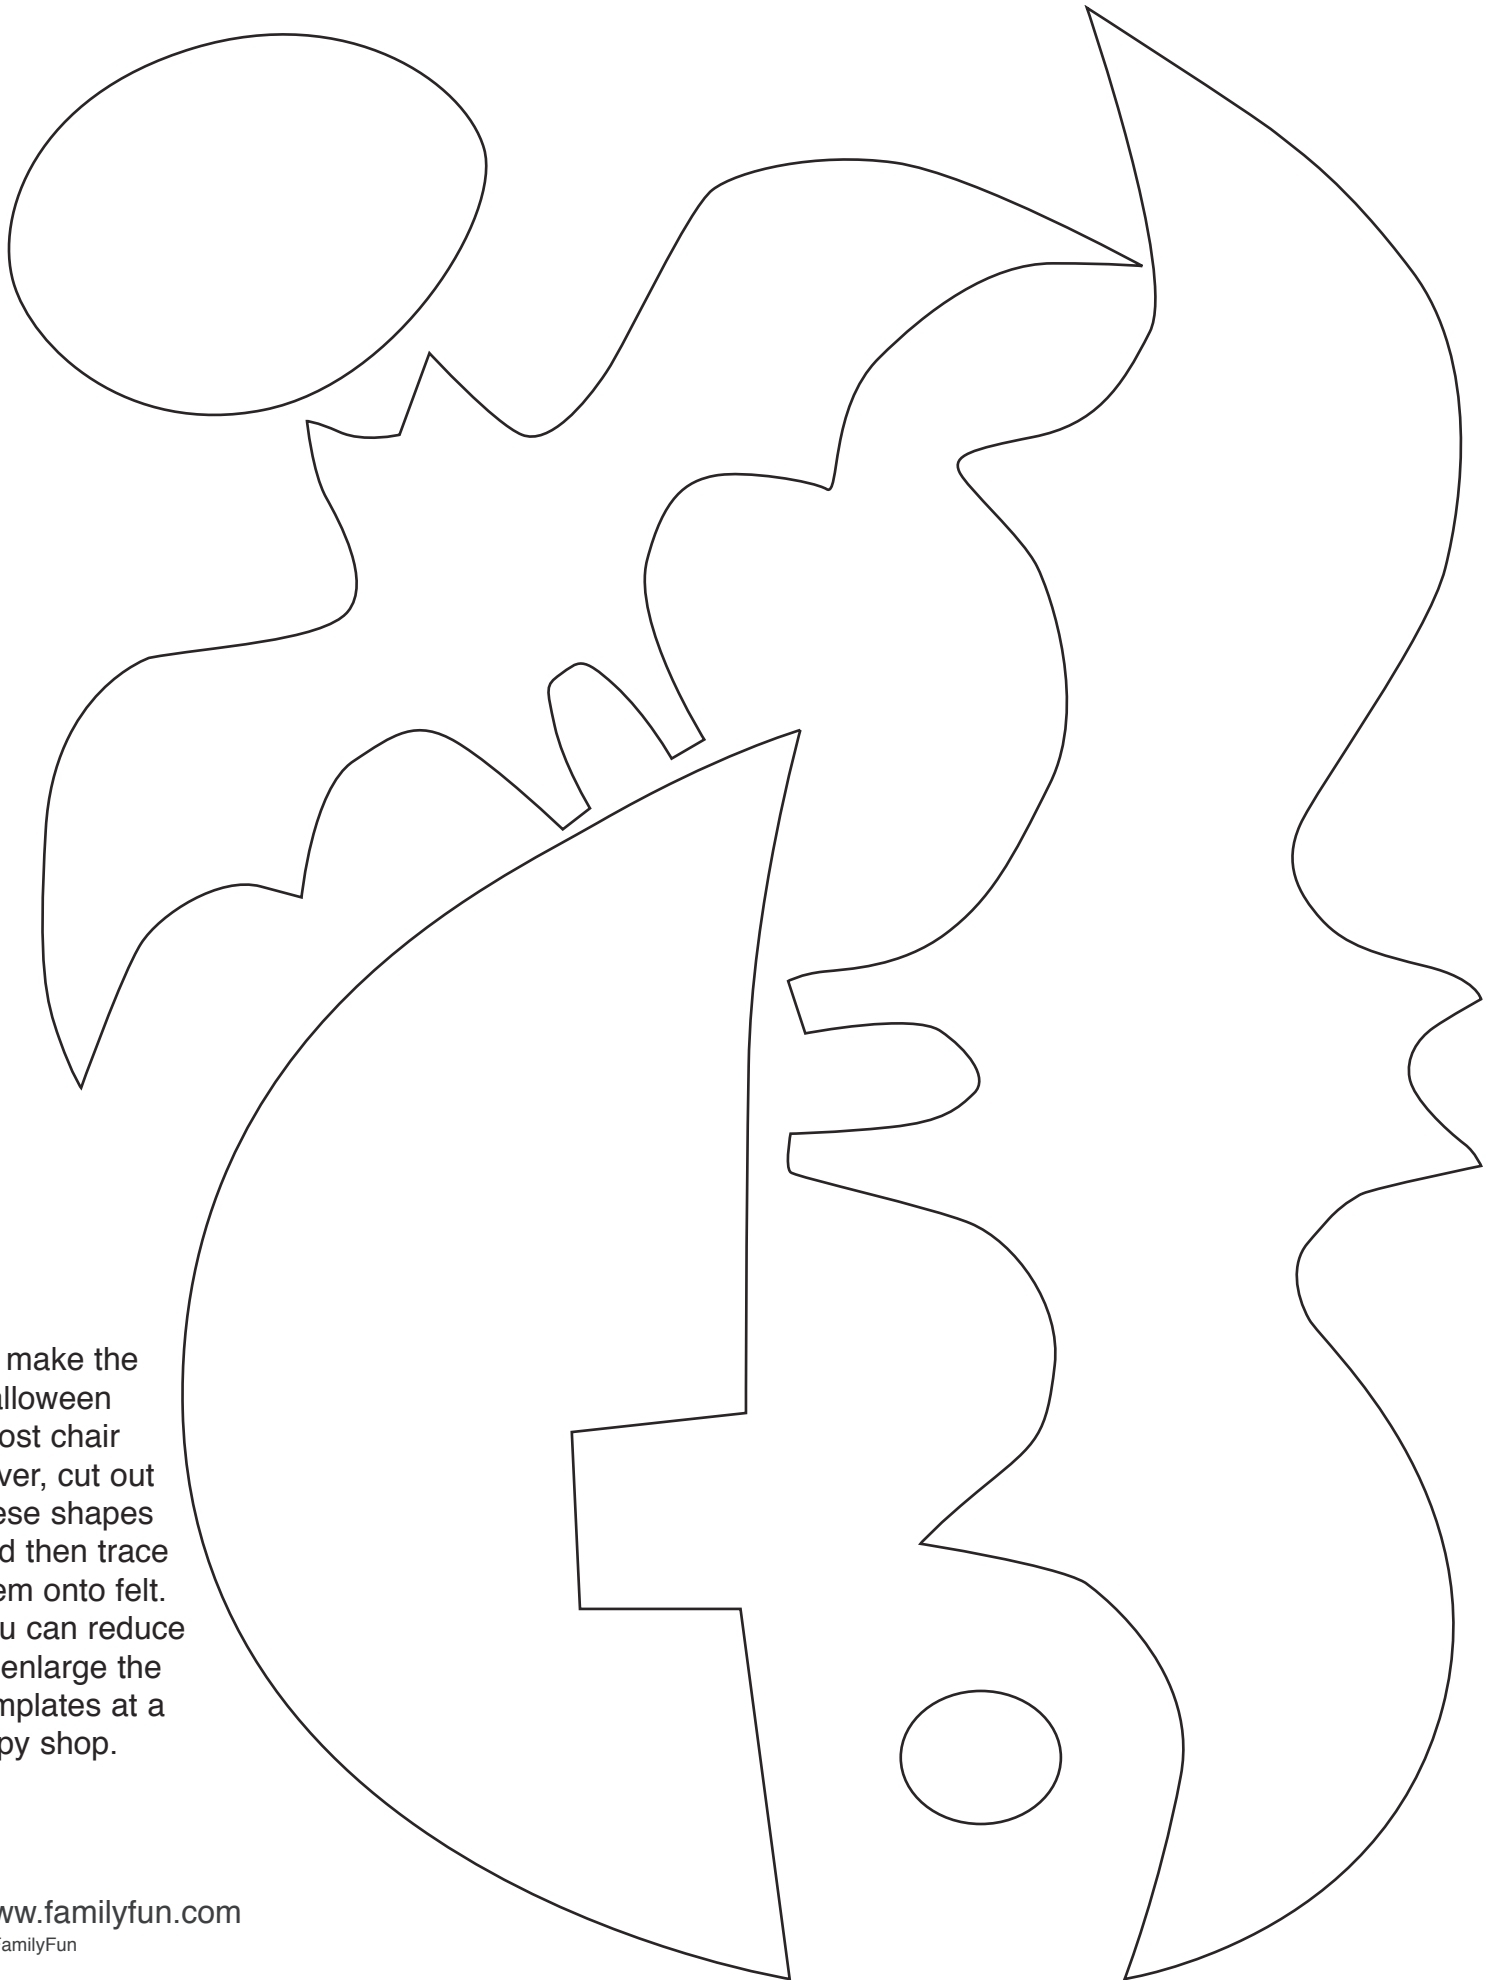 make the
lloween
ost chair
ver, cut out
ese shapes
d then trace
em onto felt.
u can reduce
enlarge the
mplates at a
py shop.
ww.familyfun.com
FamilyFun